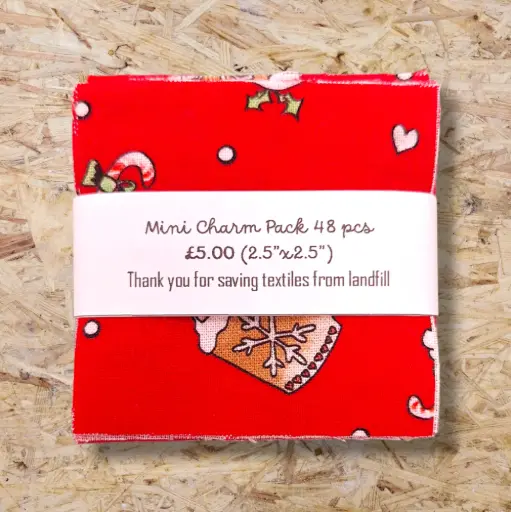 Mini Charm Pack 48 pcs
£5.00 (2.5"x2.5")
Thank you for saving textiles from landfill